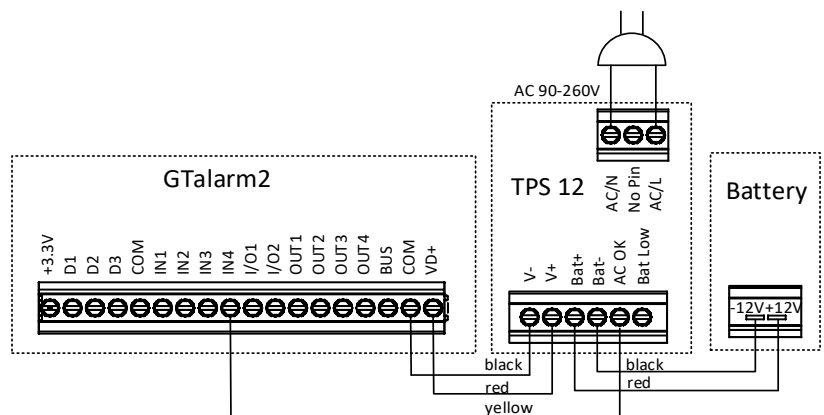 AC 90-260V
GTalarm2
TPS 12
Battery
AC/N
No Pin
AC/L
+3.3V
D1
D2
D3
COM
IN1
IN2
IN3
IN4
I/O1
I/O2
OUT1
OUT2
OUT3
OUT4
BUS
COM
VD+
V-
V+
Bat+
Bat-
AC OK
Bat Low
-12V+12V
black
red
yellow
black
red